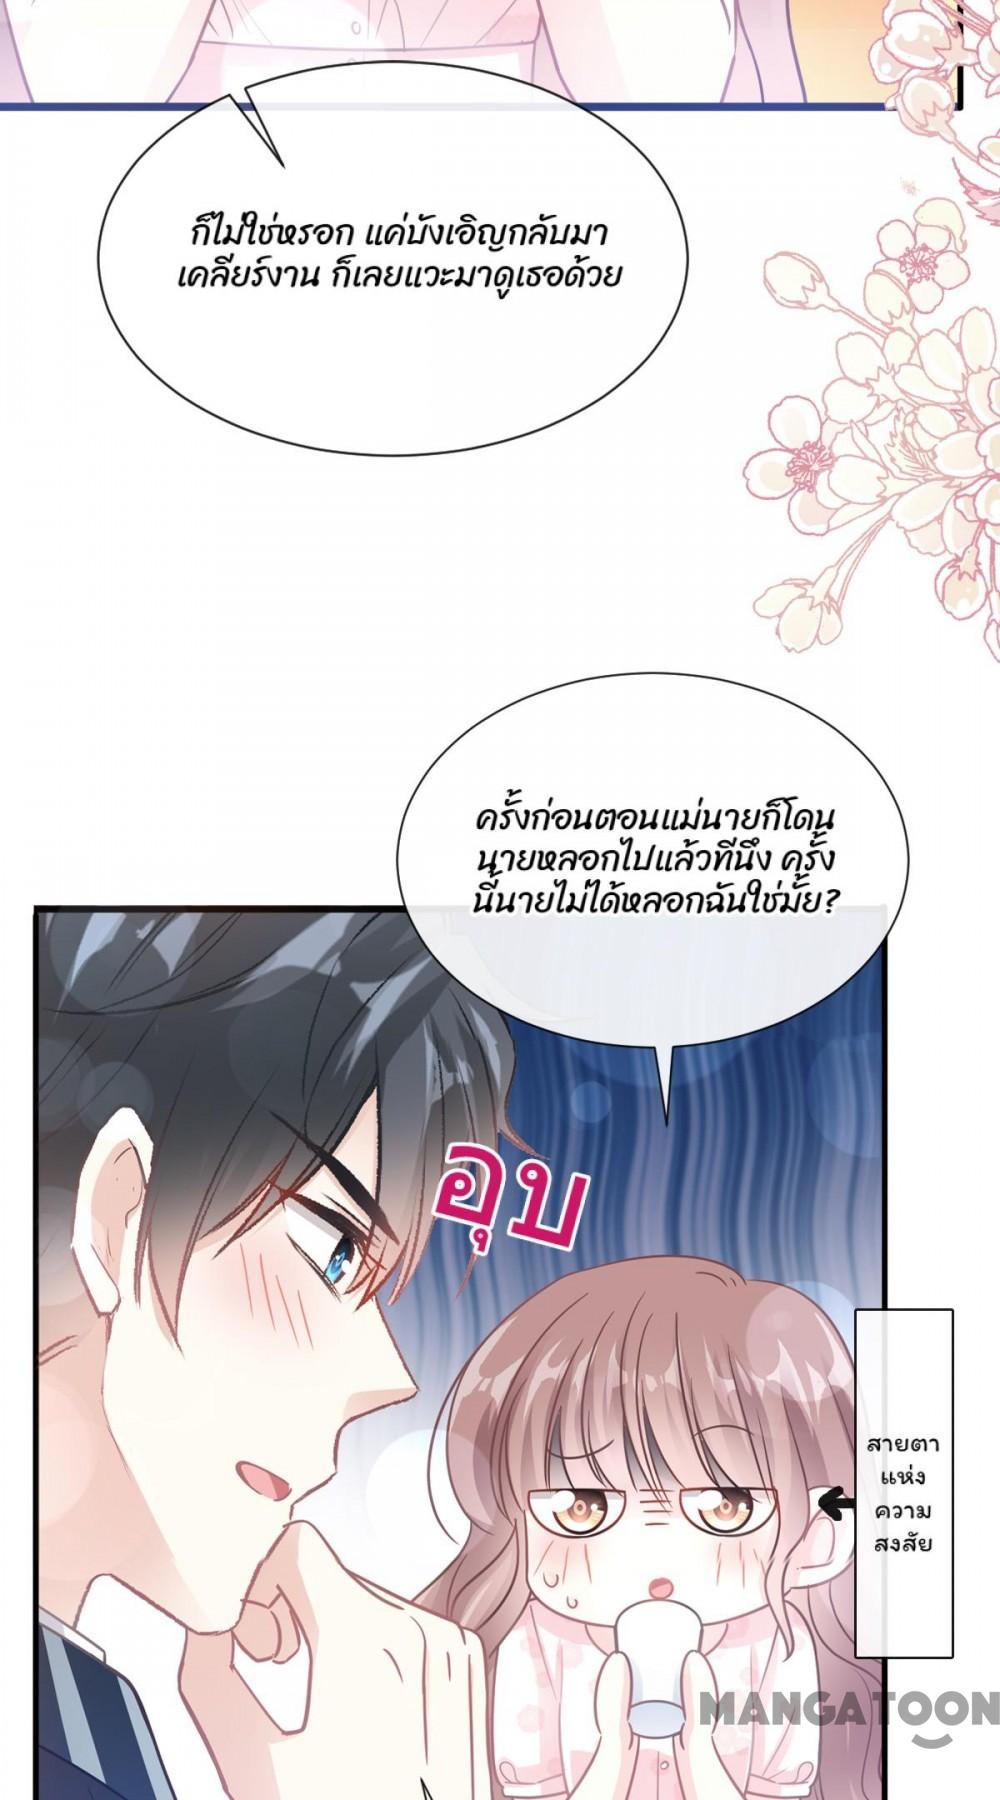 ก็ไม่ใช่หรอก แค่บังเอิญกลับมา
เคลียร์งาน ก็เลยแวะมาดูเธอด้วย
ครั้งก่อนตอนแม่นายก็โดน
นายหลอกไปแล้วทีนึง ครั้ง
นี้นายไม่ได้หลอกฉันใช่มั้ย?
อุบ
สายตา
แห่ง
ความ
สงสัย
MANGATOON